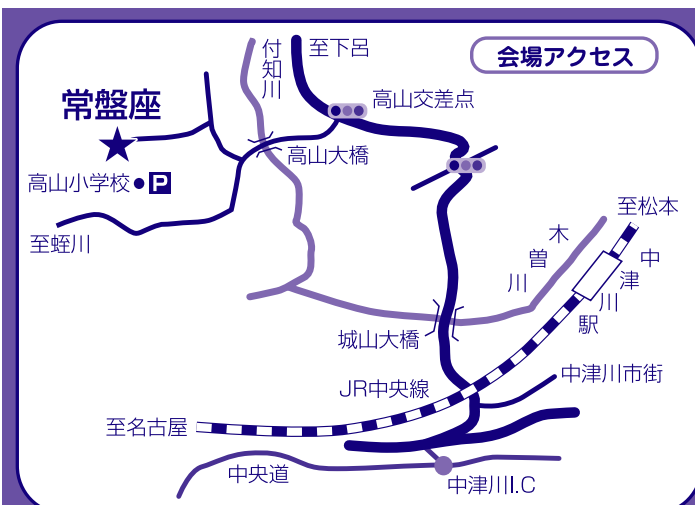 会場アクセス
付知川
至下呂
高山交差点
常盤座
高山大橋
高山小学校
P
至蛭川
至松本
木曽川
中津川駅
城山大橋
JR中央線
中津川市街
至名古屋
中央道
中津川I.C